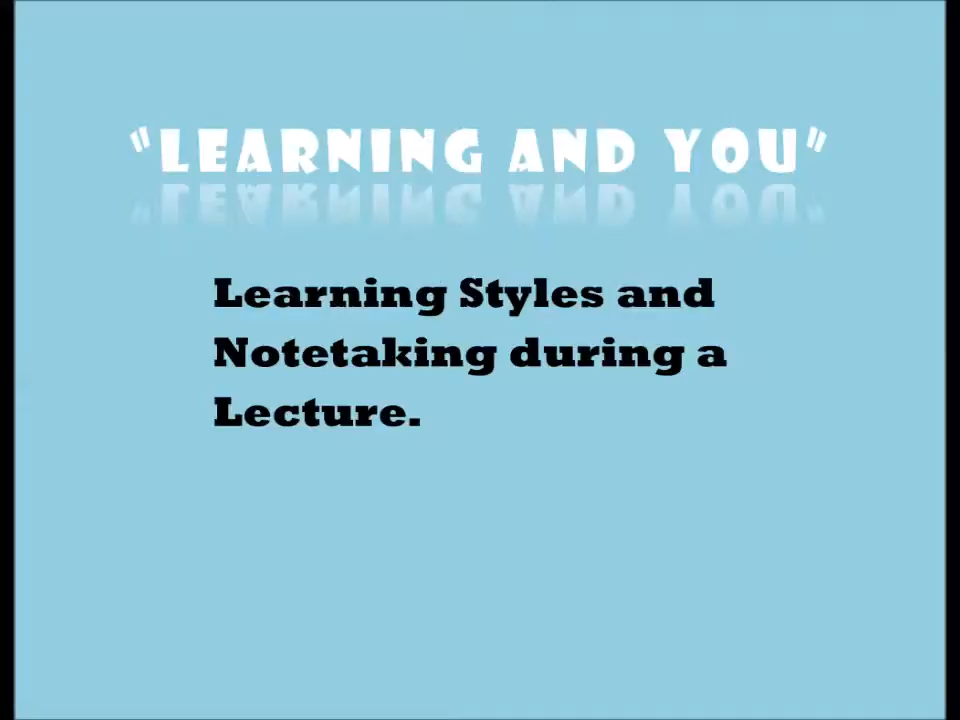 "LEARNING AND YOU"
Learning Styles and
Notetaking during a
Lecture.